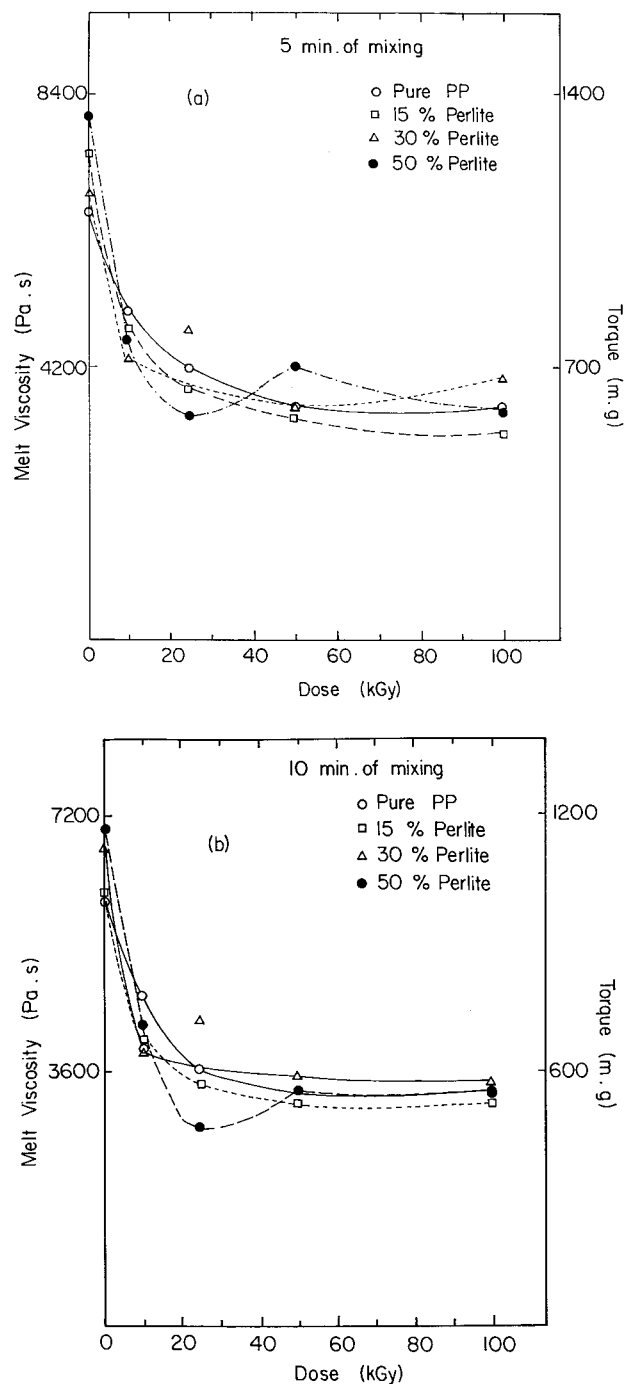 5 min. of mixing
8400
(a)
1400
Pure PP
15 % Perlite
30 % Perlite
50 % Perlite
Melt Viscosity (Pa . s)
4200
700
Torque (m.g)
0 20 40 60 80 100
Dose (kGy)
10 min. of mixing
7200
(b)
1200
Pure PP
15 % Perlite
30 % Perlite
50 % Perlite
Melt Viscosity (Pa . s)
3600
600
Torque (m.g)
0 20 40 60 80 100
Dose (kGy)